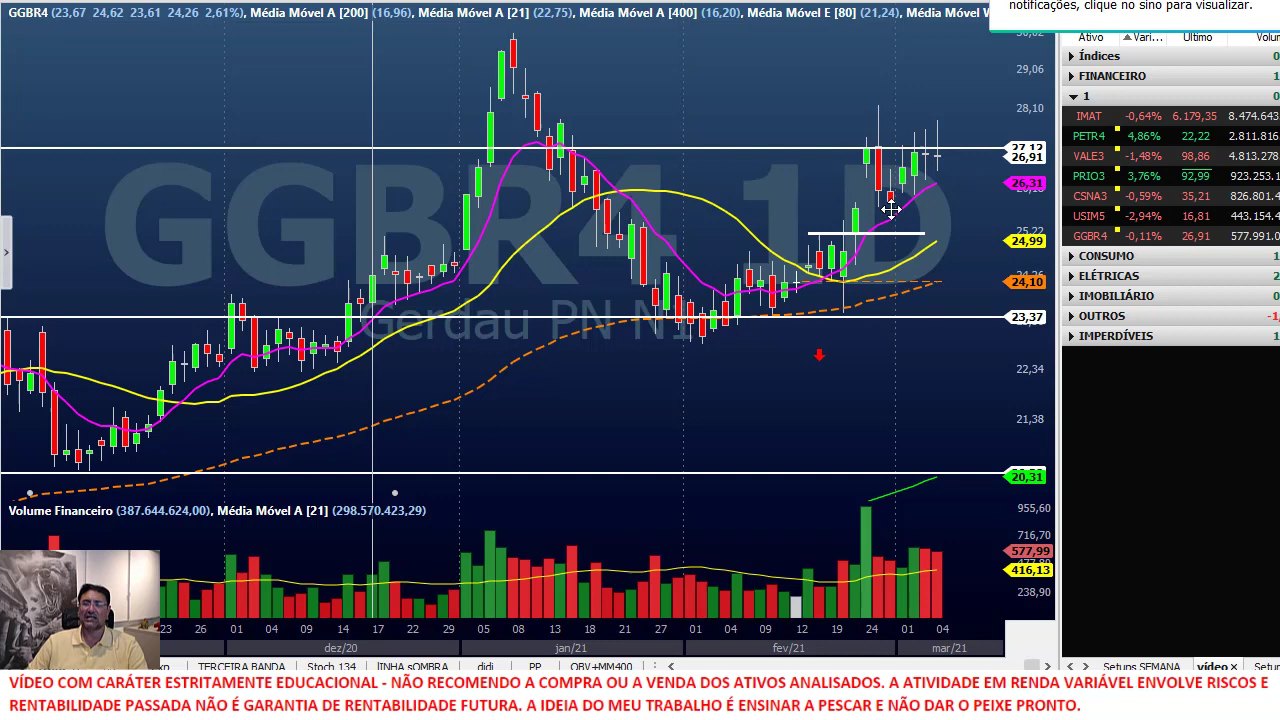 GGBR4 (23,67 24,62 23,61 24,26 2,61%), Média Móvel A [200] (16,96), Média Móvel A [21] (22,75), Média Móvel A [400] (16,20), Média Móvel E [80] (21,24), Média Móvel
notificações, clique no sino para visualizar.
Ativo Vari... Último Volu
Índices 0
FINANCEIRO 1
1 0
IMAT -0,64% 6.179,35 8.474.643
PETR4 4,86% 22,22 2.811.816
VALE3 -1,48% 98,86 4.813.278
PRIO3 3,76% 92,99 923.253.1
CSNA3 -0,59% 35,21 826.801.4
USIM5 -2,94% 16,81 443.154.4
GGBR4 -0,11% 26,91 577.991.0
CONSUMO 1
ELÉTRICAS 0
IMOBILIÁRIO 0
OUTROS -1,
IMPERDÍVEIS 1
29,06
28,10
27,13
26,91
26,31
25,22
24,99
24,10
23,37
22,34
21,38
20,31
GGBR4 1D
Gerdau PN N1
Volume Financeiro (387.644.624,00), Média Móvel A [21] (298.570.423,29)
955,60
716,70
577,99
416,13
238,90
23 26 01 04 09 14 17 22 29 05 08 13 18 21 27 01 04 09 12 19 24 01 04
dez/20 jan/21 fev/21 mar/21
TERCEIRA BANDA Stoch 134 lINHA sOMBRA didi PP OBV+MM400
Setups SEMANA vídeo Setu
VÍDEO COM CARÁTER ESTRITAMENTE EDUCACIONAL - NÃO RECOMENDO A COMPRA OU A VENDA DOS ATIVOS ANALISADOS. A ATIVIDADE EM RENDA VARIÁVEL ENVOLVE RISCOS E
RENTABILIDADE PASSADA NÃO É GARANTIA DE RENTABILIDADE FUTURA. A IDEIA DO MEU TRABALHO É ENSINAR A PESCAR E NÃO DAR O PEIXE PRONTO.